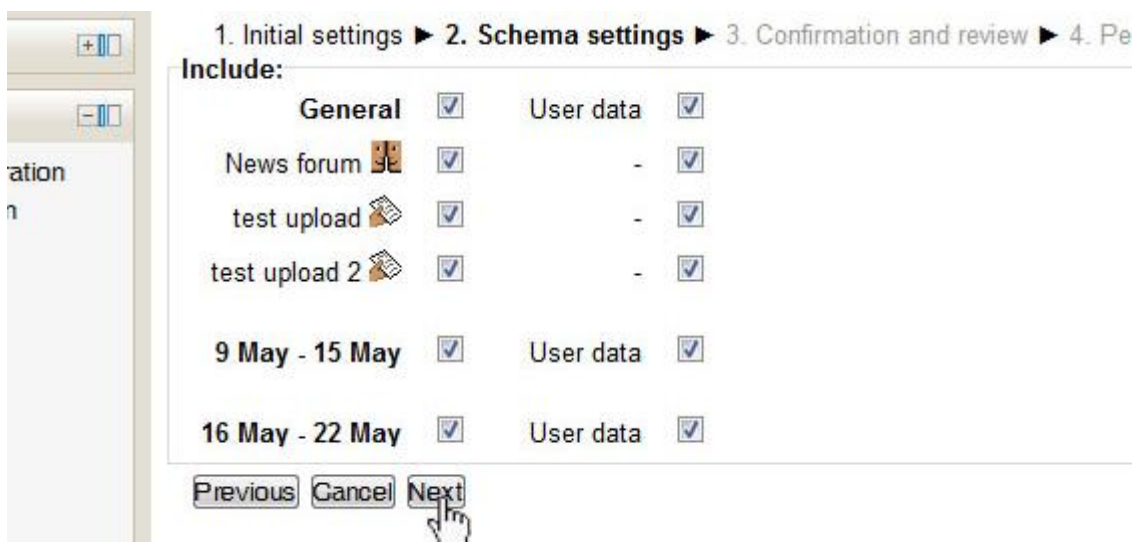 1. Initial settings ► 2. Schema settings ► 3. Confirmation and review ► 4. Pe
Include:
General User data
ration
News forum -
n
test upload -
test upload 2 -
9 May - 15 May User data
16 May - 22 May User data
Previous Cancel Next